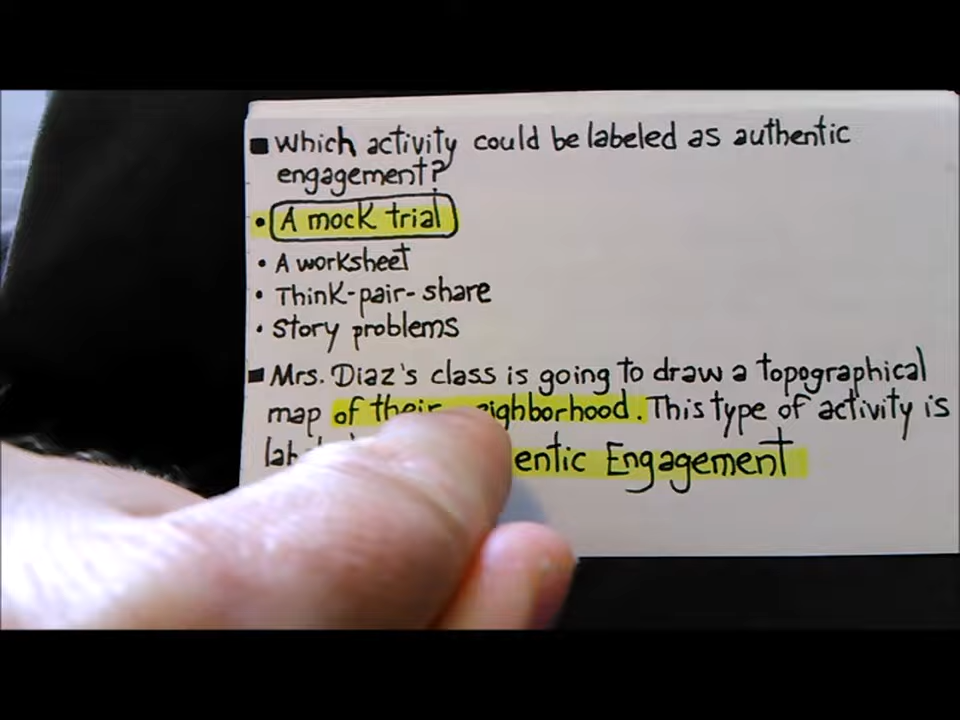 ■ Which activity could be labeled as authentic
engagement?
• A mock trial
• A worksheet
• Think-pair-share
• Story problems
■ Mrs. Diaz's class is going to draw a topographical
map of their neighborhood. This type of activity is
entic Engagement